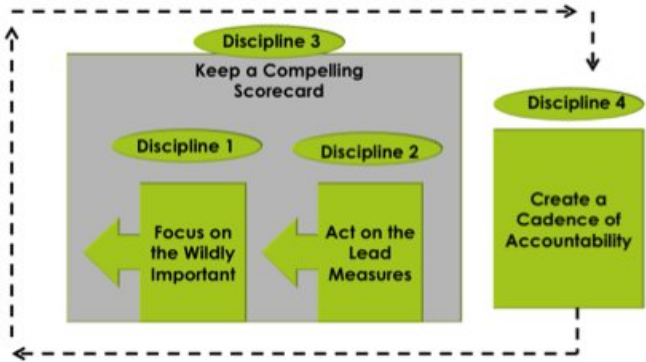 Discipline 3
Keep a Compelling
Scorecard
Discipline 1
Focus on
the Wildly
Important
Discipline 2
Act on the
Lead
Measures
Discipline 4
Create a
Cadence of
Accountability